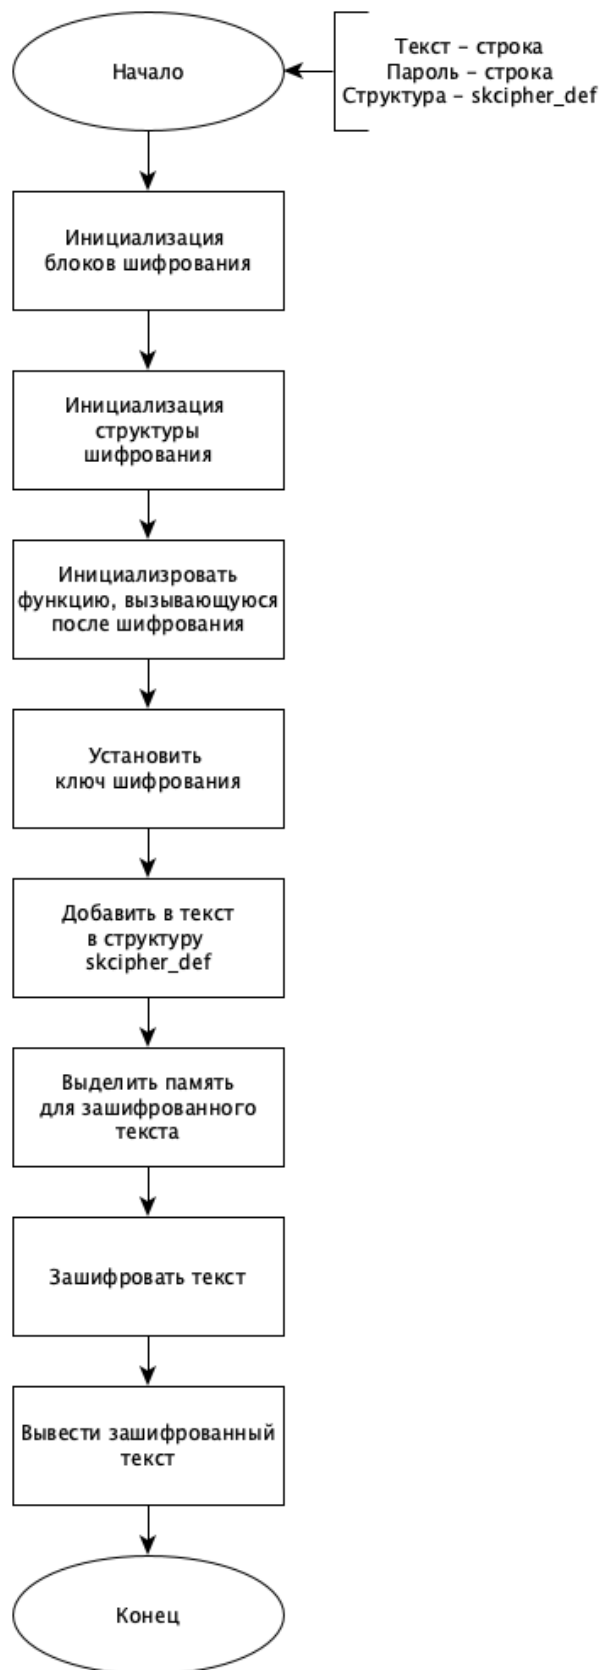 Начало
Текст – строка
Пароль – строка
Структура – skcipher_def
Инициализация
блоков шифрования
Инициализация
структуры
шифрования
Инициализровать
функцию, вызывающуюся
после шифрования
Установить
ключ шифрования
Добавить в текст
в структуру
skcipher_def
Выделить память
для зашифрованного
текста
Зашифровать текст
Вывести зашифрованный
текст
Конец